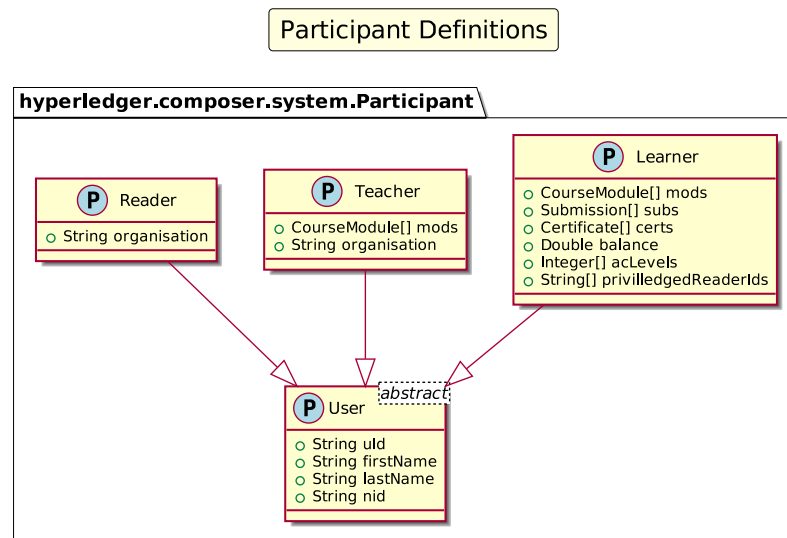 Participant Definitions
hyperledger.composer.system.Participant
P Reader
String organisation
P Teacher
CourseModule[] mods
String organisation
P Learner
CourseModule[] mods
Submission[] subs
Certificate[] certs
Double balance
Integer[] acLevels
String[] privilledgedReaderIds
P User
abstract
String uId
String firstName
String lastName
String nid